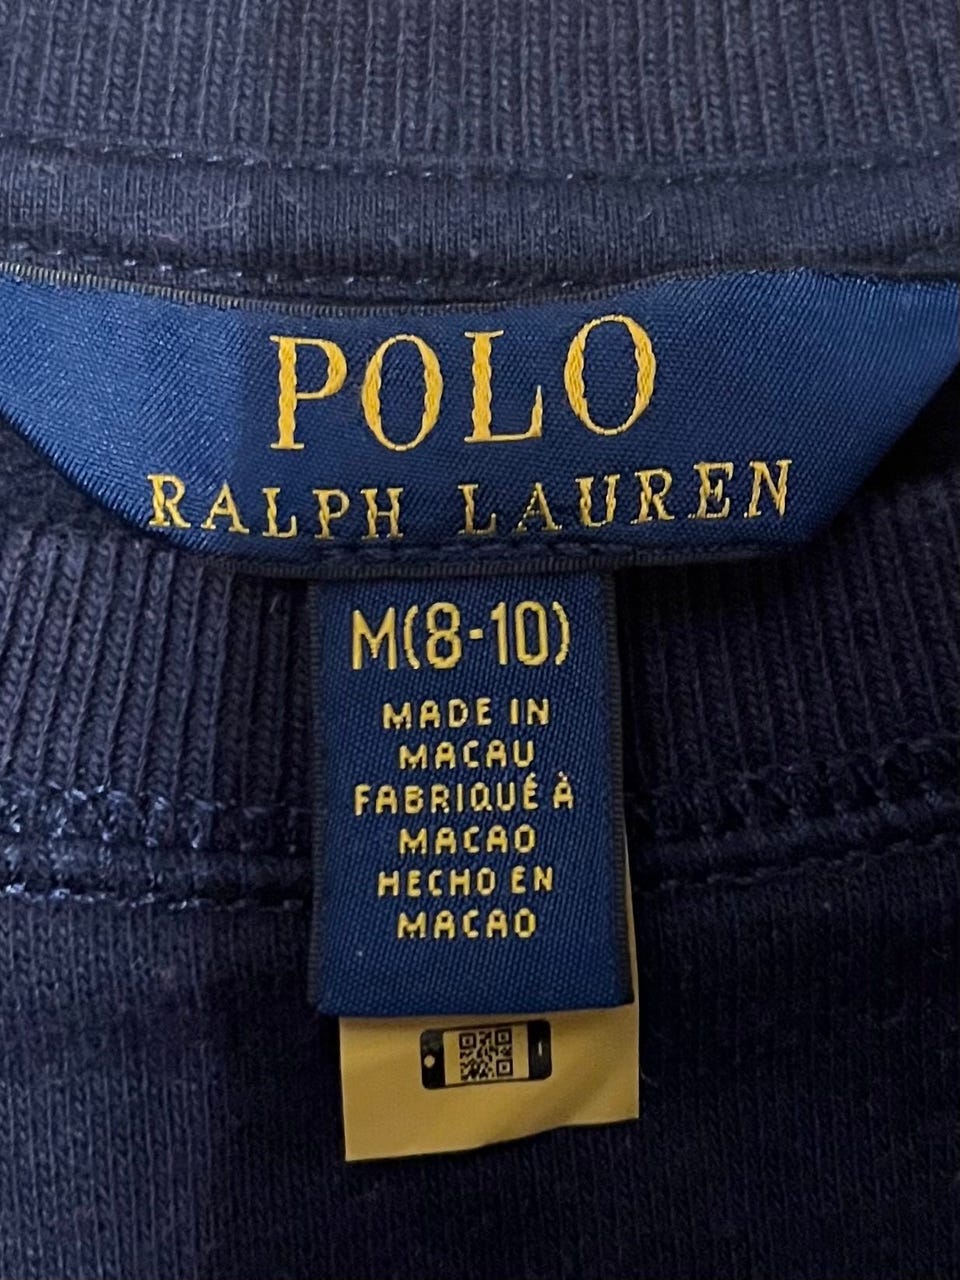 POLO
RALPH LAUREN
M(8-10)
MADE IN
MACAU
FABRIQUÉ À
MACAO
HECHO EN
MACAO